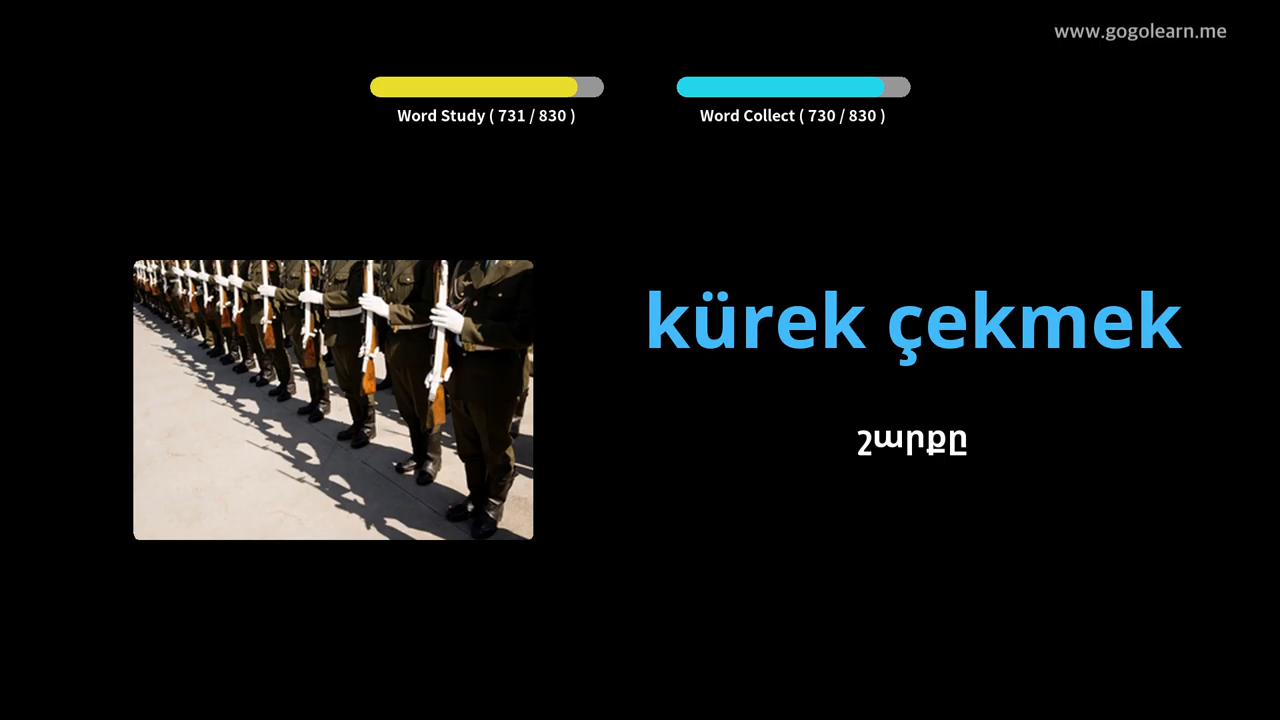 www.gogolearn.me
Word Study ( 731 / 830 )
Word Collect ( 730 / 830 )
kürek çekmek
շարքը